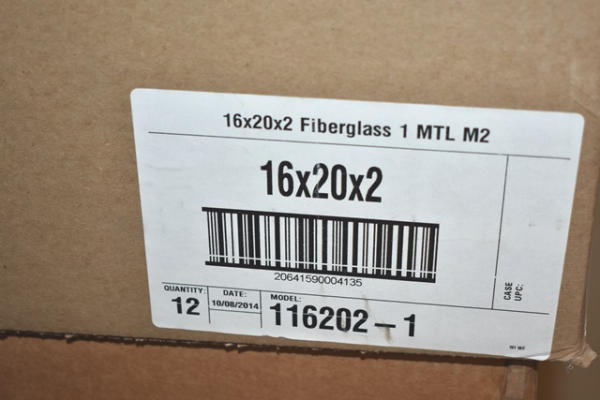 16x20x2 Fiberglass 1 MTL M2
16x20x2
20641590004135
CASE
UPC:
QUANTITY:
12
DATE:
10/08/2014
MODEL:
116202-1